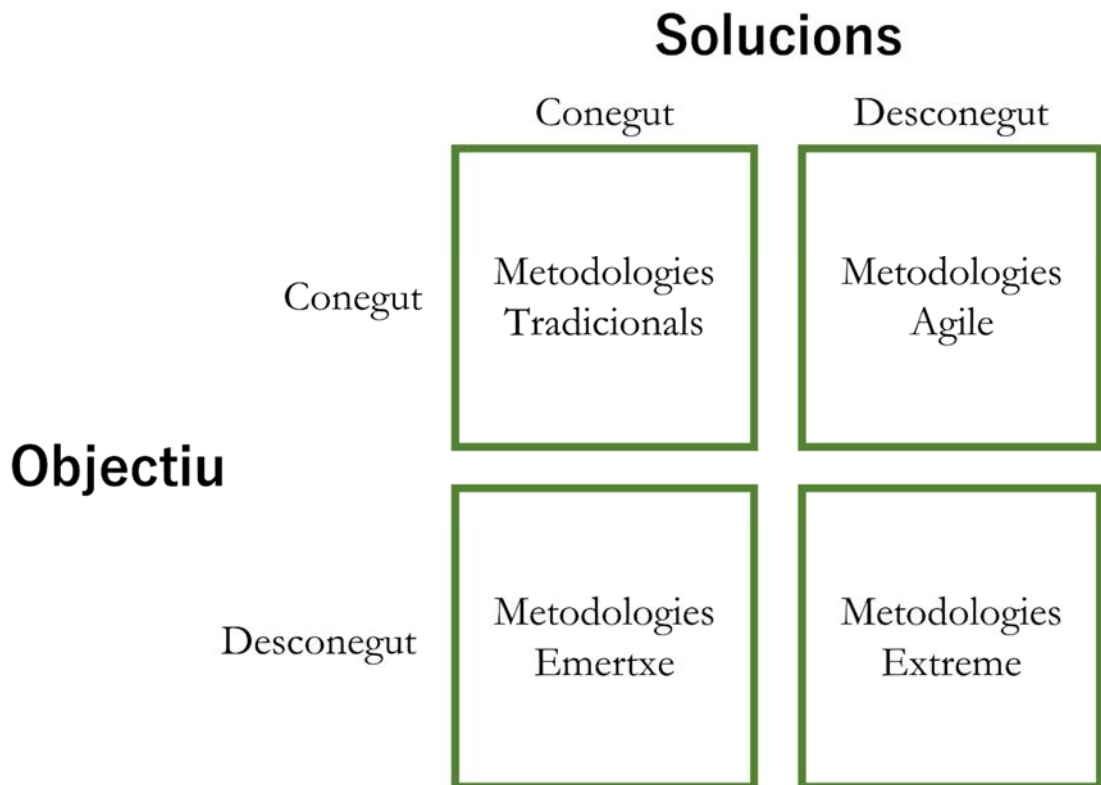 Solucions
Conegut Desconegut
Conegut
Metodologies
Tradicionals
Metodologies
Agile
Objectiu
Desconegut
Metodologies
Emertxe
Metodologies
Extreme